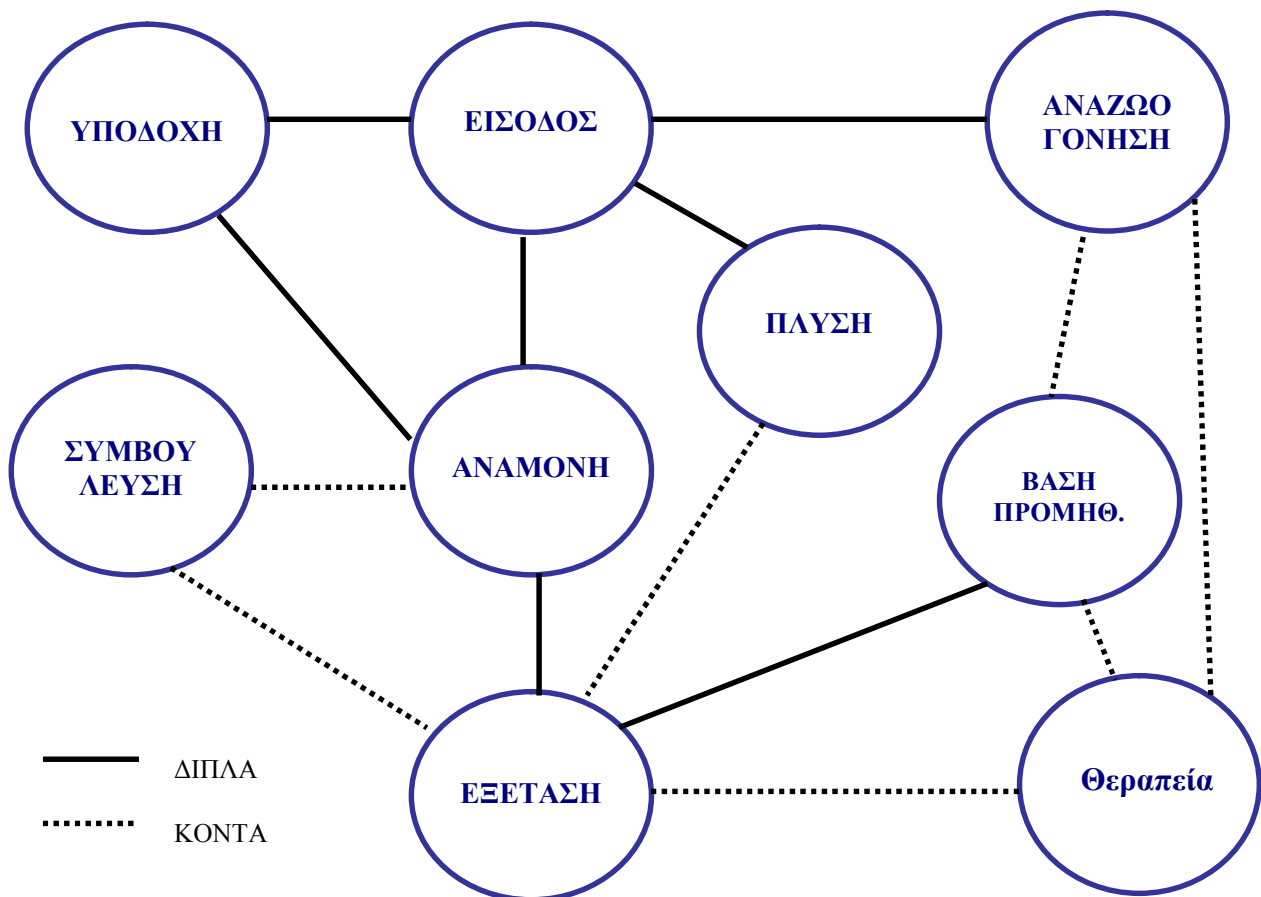 ΥΠΟΔΟΧΗ
ΕΙΣΟΔΟΣ
ΑΝΑΖΩΟ
ΓΟΝΗΣΗ
ΠΛΥΣΗ
ΣΥΜΒΟΥ
ΛΕΥΣΗ
ΑΝΑΜΟΝΗ
ΒΑΣΗ
ΠΡΟΜΗΘ.
ΕΞΕΤΑΣΗ
Θεραπεία
ΔΙΠΛΑ
ΚΟΝΤΑ